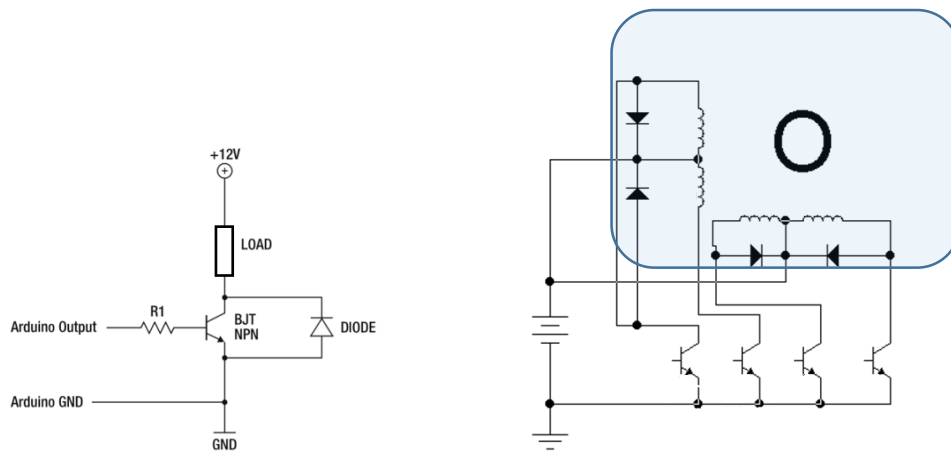 +12V
LOAD
R1
Arduino Output
BJT
NPN
DIODE
Arduino GND
GND